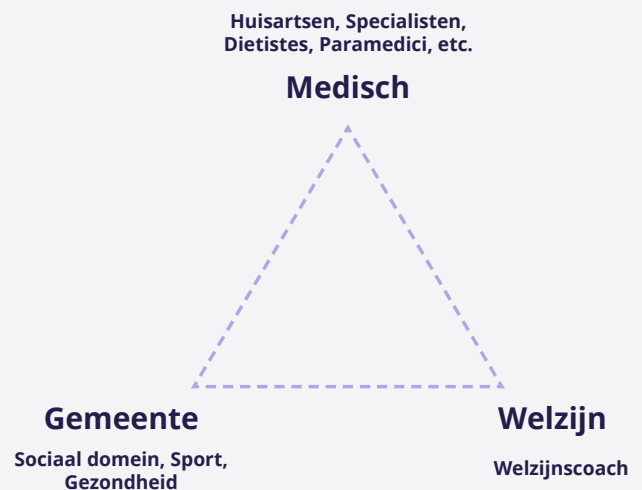 Huisartsen, Specialisten,
Dietistes, Paramedici, etc.
Medisch
Gemeente
Sociaal domein, Sport,
Gezondheid
Welzijn
Welzijnscoach